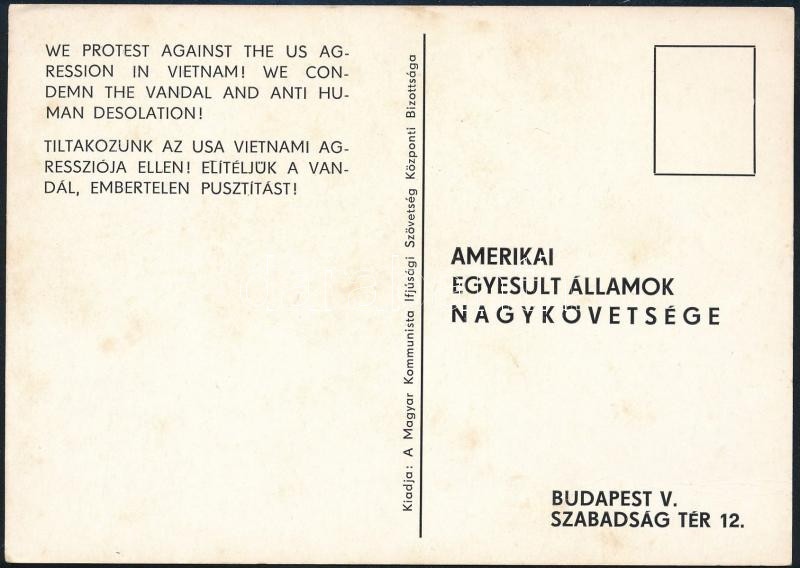 WE PROTEST AGAINST THE US AG-
RESSION IN VIETNAM! WE CON-
DEMN THE VANDAL AND ANTI HU-
MAN DESOLATION!
TILTAKOZUNK AZ USA VIETNAMI AG-
RESSZIÓJA ELLEN! ELÍTÉLJÜK A VAN-
DÁL, EMBERTELEN PUSZTÍTÁST!
Kiadja: A Magyar Kommunista Ifjúsági Szövetség Központi Bizottsága
AMERIKAI
EGYESÜLT ÁLLAMOK
NAGYKÖVETSÉGE
BUDAPEST V.
SZABADSÁG TÉR 12.